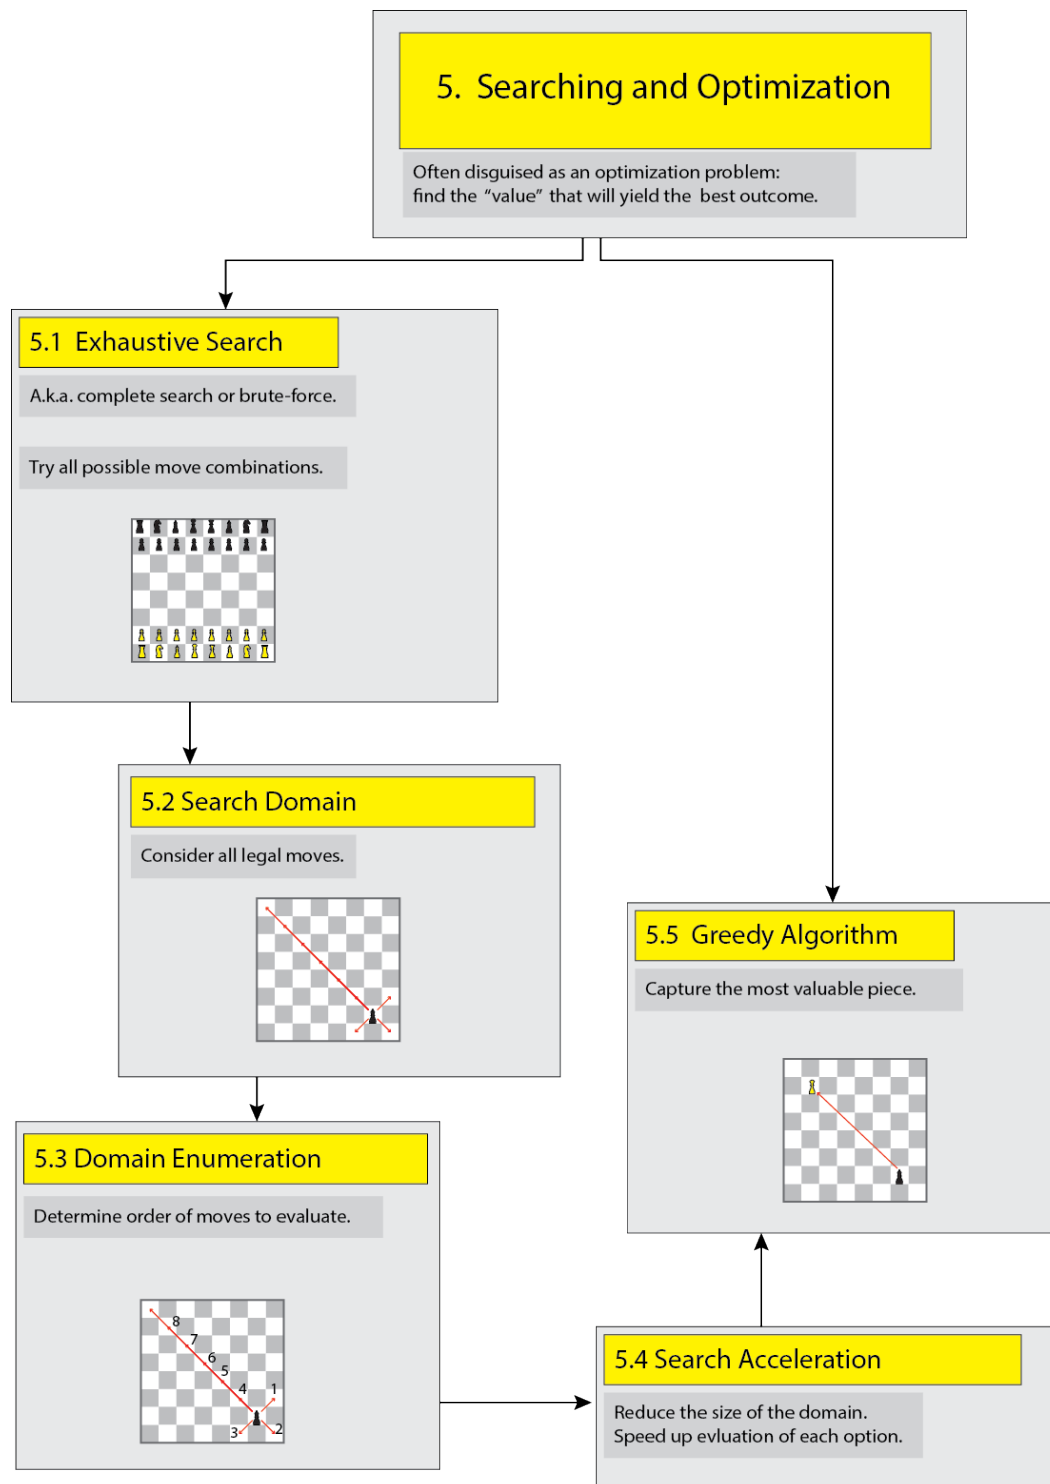 5. Searching and Optimization
Often disguised as an optimization problem:
find the “value” that will yield the best outcome.
5.1 Exhaustive Search
A.k.a. complete search or brute-force.
Try all possible move combinations.
5.2 Search Domain
Consider all legal moves.
5.3 Domain Enumeration
Determine order of moves to evaluate.
8
7
6
5
4
1
3
2
5.4 Search Acceleration
Reduce the size of the domain.
Speed up evluation of each option.
5.5 Greedy Algorithm
Capture the most valuable piece.